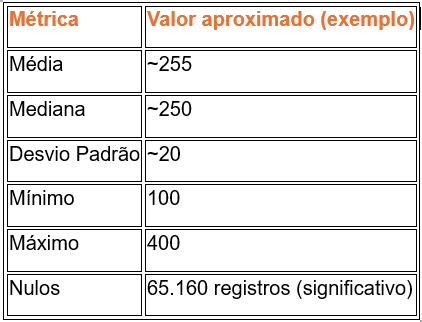 Métrica Valor aproximado (exemplo)
Média ~255
Mediana ~250
Desvio Padrão ~20
Mínimo 100
Máximo 400
Nulos 65.160 registros (significativo)